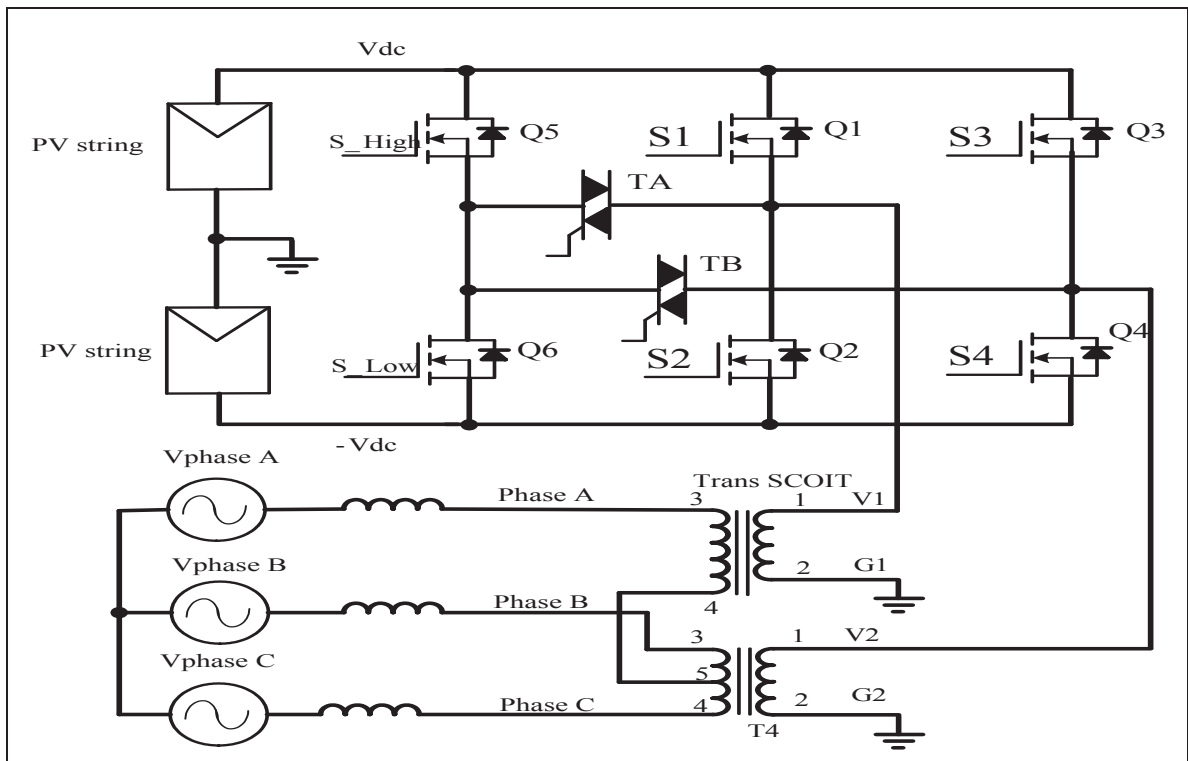 Vdc
PV string
S_High
Q5
S1
Q1
S3
Q3
TA
TB
PV string
S_Low
Q6
S2
Q2
S4
Q4
-Vdc
Vphase A
Phase A
Trans SCOIT
3
1
V1
2
G1
4
Vphase B
Phase B
3
1
V2
5
Vphase C
Phase C
4
2
G2
T4